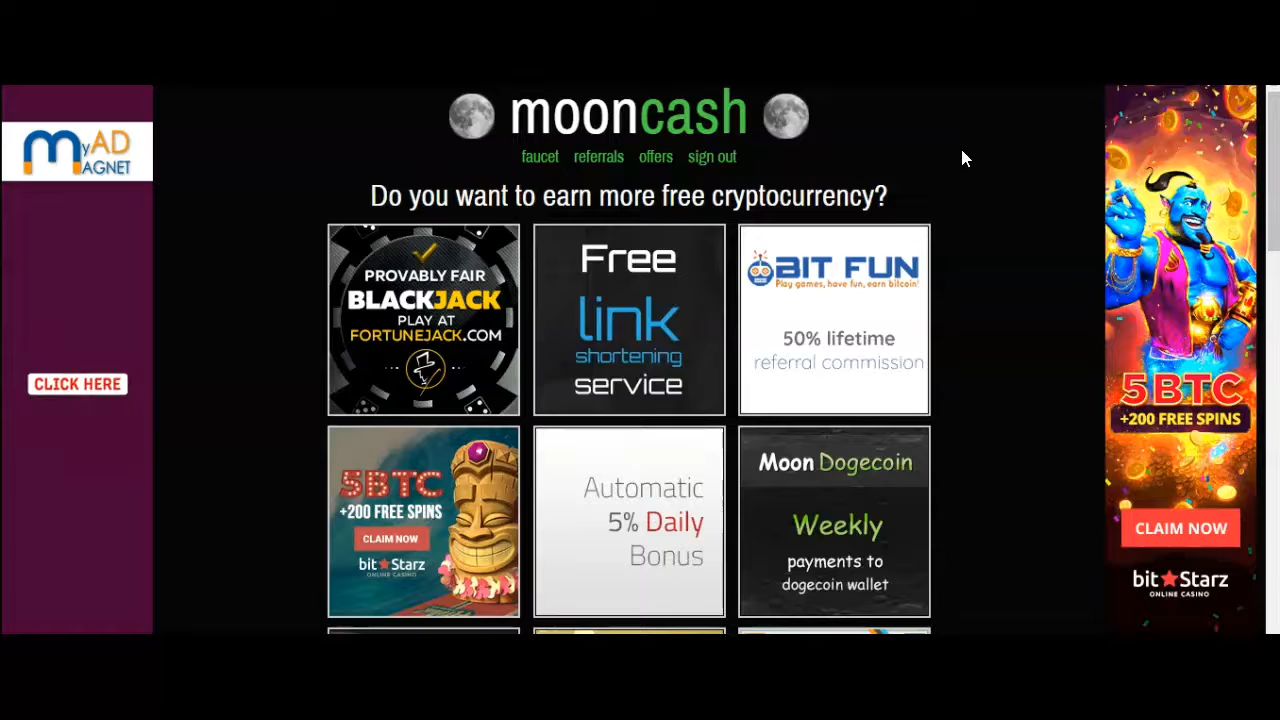 mooncash
faucet referrals offers sign out
Do you want to earn more free cryptocurrency?
MyAD
MAGNET
CLICK HERE
PROVABLY FAIR
BLACKJACK
PLAY AT
FORTUNEJACK.COM
Free
link
shortening
service
BIT FUN
Play games, have fun, earn bitcoin!
50% lifetime
referral commission
5BTC
+200 FREE SPINS
CLAIM NOW
bitStarz
ONLINE CASINO
Automatic
5% Daily
Bonus
Moon Dogecoin
Weekly
payments to
dogecoin wallet
5BTC
+200 FREE SPINS
CLAIM NOW
bitStarz
ONLINE CASINO